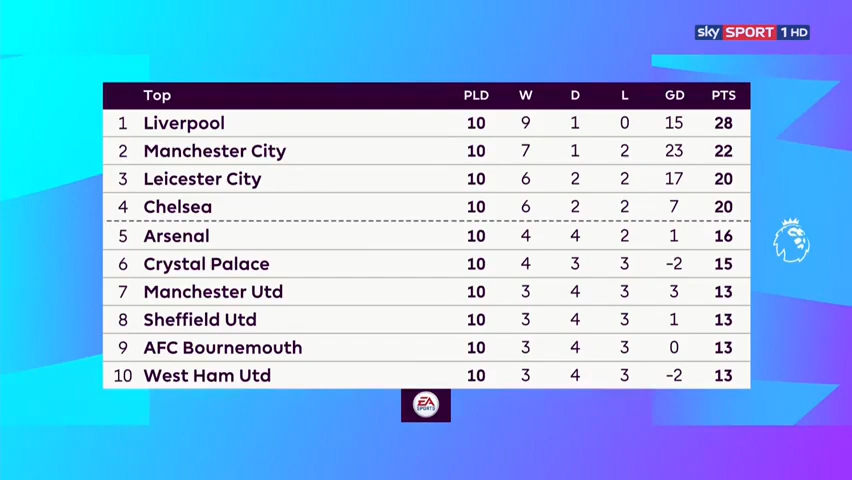 sky SPORT 1 HD
Top PLD W D L GD PTS
1 Liverpool 10 9 1 0 15 28
2 Manchester City 10 7 1 2 23 22
3 Leicester City 10 6 2 2 17 20
4 Chelsea 10 6 2 2 7 20
5 Arsenal 10 4 4 2 1 16
6 Crystal Palace 10 4 3 3 -2 15
7 Manchester Utd 10 3 4 3 3 13
8 Sheffield Utd 10 3 4 3 1 13
9 AFC Bournemouth 10 3 4 3 0 13
10 West Ham Utd 10 3 4 3 -2 13
EA
SPORTS